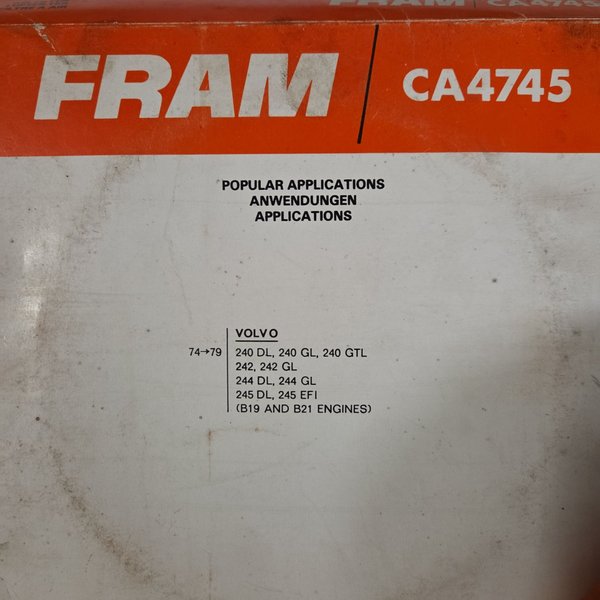 FRAM
FRAM CA4745
POPULAR APPLICATIONS
ANWENDUNGEN
APPLICATIONS
VOLVO
74→79 240 DL, 240 GL, 240 GTL
242, 242 GL
244 DL, 244 GL
245 DL, 245 EFI
(B19 AND B21 ENGINES)